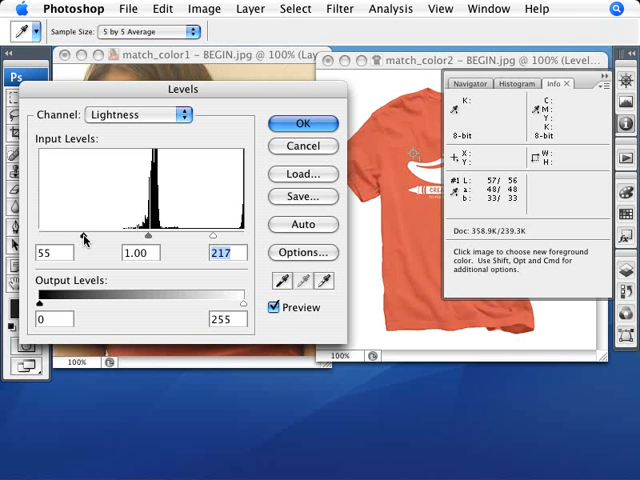 Photoshop File Edit Image Layer Select Filter Analysis View Window Help
Sample Size: 5 by 5 Average
match_color1 – BEGIN.jpg @ 100% (Lay
match_color2 – BEGIN.jpg @ 100% (Level...
Ps
Levels
Channel: Lightness
Input Levels:
55 1.00 217
Output Levels:
0 255
OK
Cancel
Load...
Save...
Auto
Options...
Preview
Navigator Histogram Info ×
K: C:
M:
Y:
K:
8-bit 8-bit
X: W:
Y: H:
#1 L: 57/ 56
a: 48/ 48
b: 33/ 33
Doc: 358.9K/239.3K
Click image to choose new foreground
color. Use Shift, Opt and Cmd for
additional options.
100%
100%